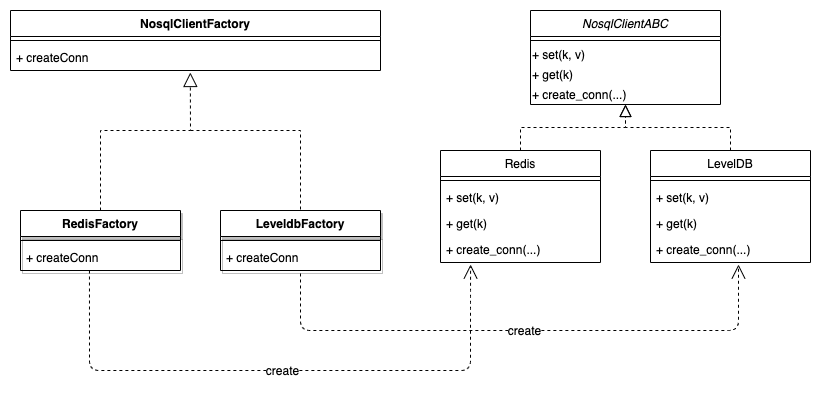 NosqlClientFactory
+ createConn
NosqlClientABC
+ set(k, v)
+ get(k)
+ create_conn(...)
Redis
+ set(k, v)
+ get(k)
+ create_conn(...)
LevelDB
+ set(k, v)
+ get(k)
+ create_conn(...)
RedisFactory
+ createConn
LeveldbFactory
+ createConn
create
create